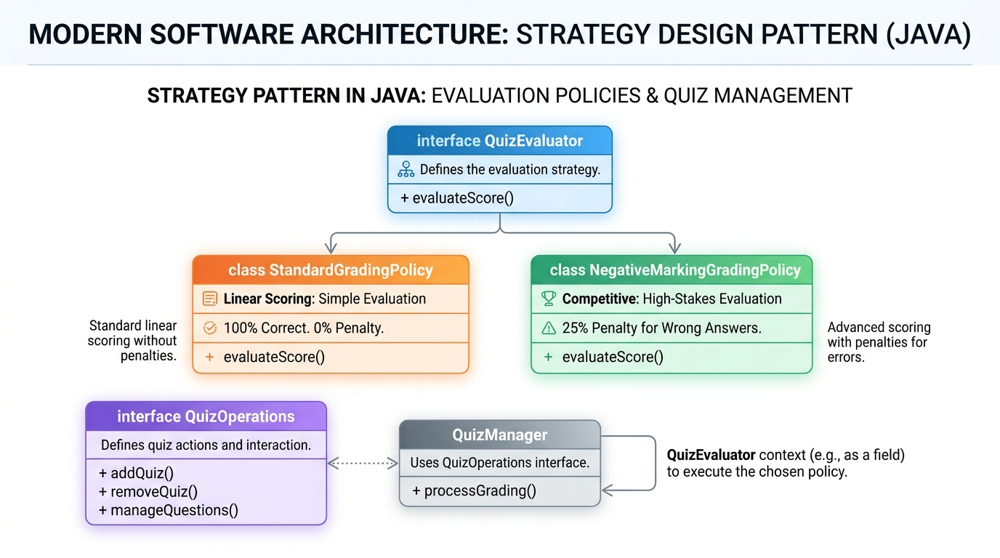 MODERN SOFTWARE ARCHITECTURE: STRATEGY DESIGN PATTERN (JAVA)
STRATEGY PATTERN IN JAVA: EVALUATION POLICIES & QUIZ MANAGEMENT
interface QuizEvaluator
Defines the evaluation strategy.
+ evaluateScore()
class StandardGradingPolicy
Linear Scoring: Simple Evaluation
100% Correct. 0% Penalty.
+ evaluateScore()
Standard linear
scoring without
penalties.
class NegativeMarkingGradingPolicy
Competitive: High-Stakes Evaluation
25% Penalty for Wrong Answers.
+ evaluateScore()
Advanced scoring
with penalties for
errors.
interface QuizOperations
Defines quiz actions and interaction.
+ addQuiz()
+ removeQuiz()
+ manageQuestions()
QuizManager
Uses QuizOperations interface.
+ processGrading()
QuizEvaluator context (e.g., as a field)
to execute the chosen policy.